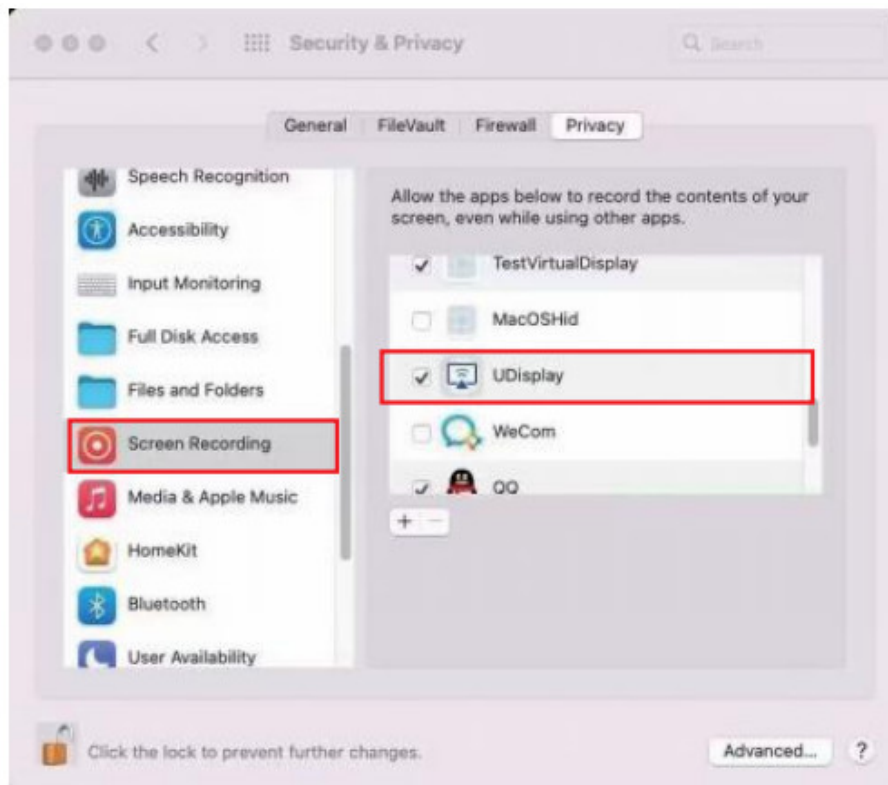 Security & Privacy
Search
General FileVault Firewall Privacy
Speech Recognition
Accessibility
Input Monitoring
Full Disk Access
Files and Folders
Screen Recording
Media & Apple Music
HomeKit
Bluetooth
User Availability
Allow the apps below to record the contents of your
screen, even while using other apps.
TestVirtualDisplay
MacOSHid
UDisplay
WeCom
QQ
+ −
Click the lock to prevent further changes.
Advanced... ?